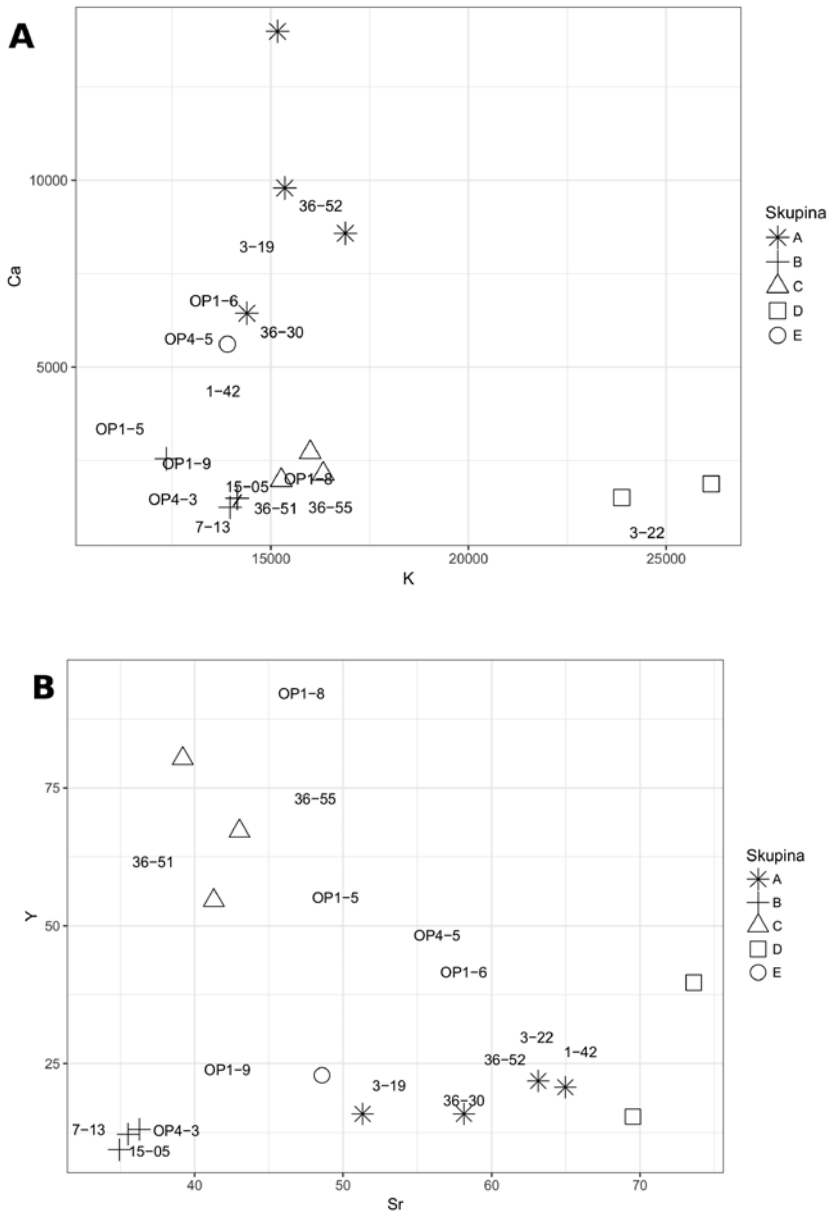 A
Ca
10000
5000
36−52
3−19
OP1−6
36−30
OP4−5
1−42
OP1−5
OP1−9
OP1−8
15−05
OP4−3
36−51
36−55
7−13
3−22
15000
20000
25000
K
Skupina
A
B
C
D
E
B
Y
75
50
25
OP1−8
36−55
36−51
OP1−5
OP4−5
OP1−6
3−22
1−42
36−52
OP1−9
3−19
36−30
7−13
OP4−3
15−05
40
50
60
70
Sr
Skupina
A
B
C
D
E